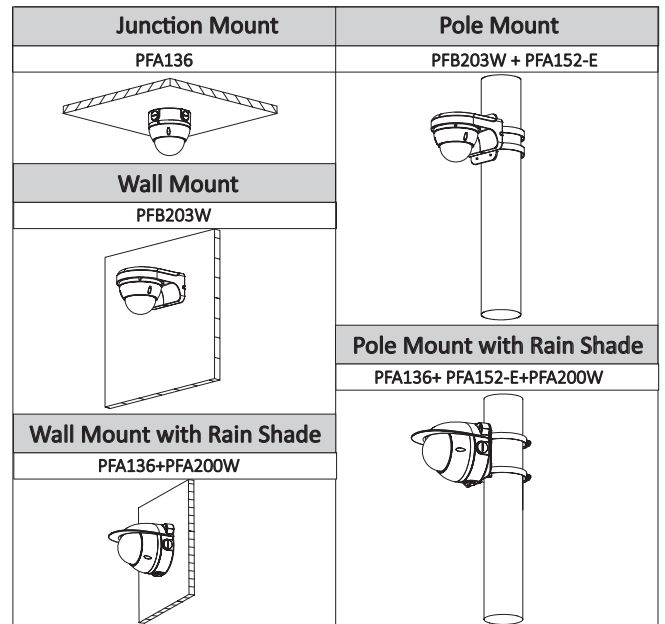 Junction Mount
PFA136
Wall Mount
PFB203W
Wall Mount with Rain Shade
PFA136+PFA200W
Pole Mount
PFB203W + PFA152-E
Pole Mount with Rain Shade
PFA136+ PFA152-E+PFA200W